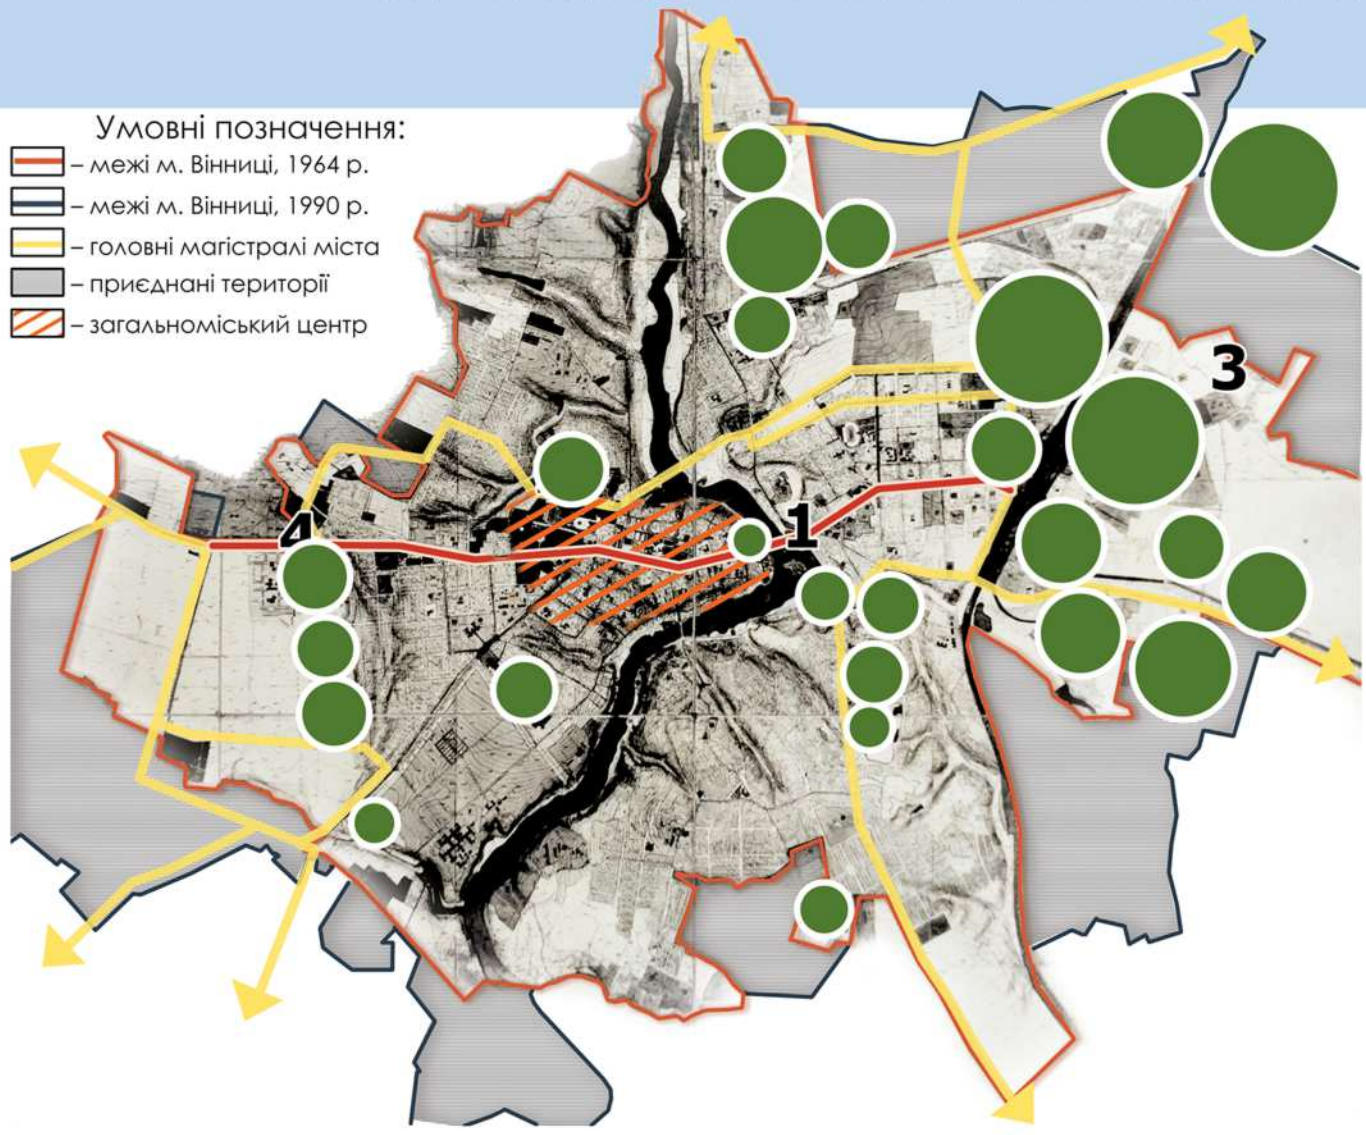 Умовні позначення:
– межі м. Вінниці, 1964 р.
– межі м. Вінниці, 1990 р.
– головні магістралі міста
– приєднані території
– загальноміський центр
3
1
4